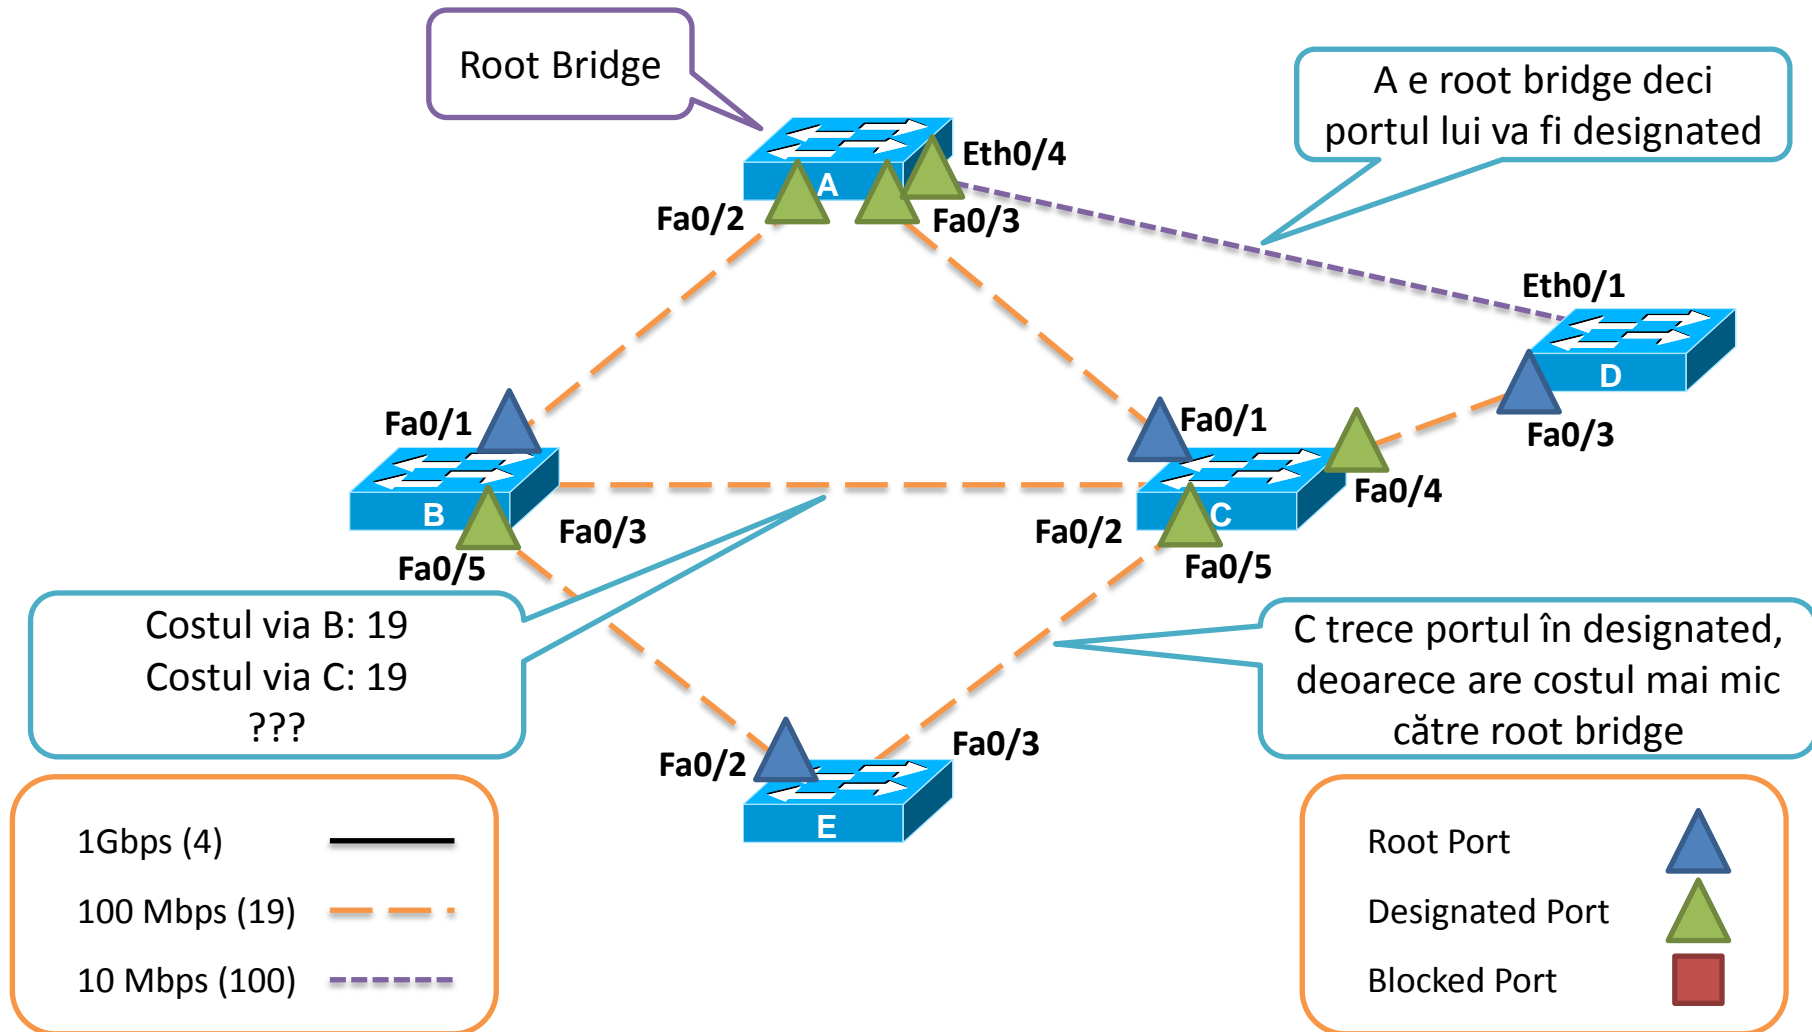 Root Bridge
A e root bridge deci
portul lui va fi designated
A
Eth0/4
Fa0/2
Fa0/3
Eth0/1
D
Fa0/1
Fa0/1
Fa0/3
B
C
Fa0/4
Fa0/3
Fa0/2
Fa0/5
Fa0/5
Costul via B: 19
Costul via C: 19
???
C trece portul în designated,
deoarece are costul mai mic
către root bridge
Fa0/2
Fa0/3
E
1Gbps (4)
100 Mbps (19)
10 Mbps (100)
Root Port
Designated Port
Blocked Port